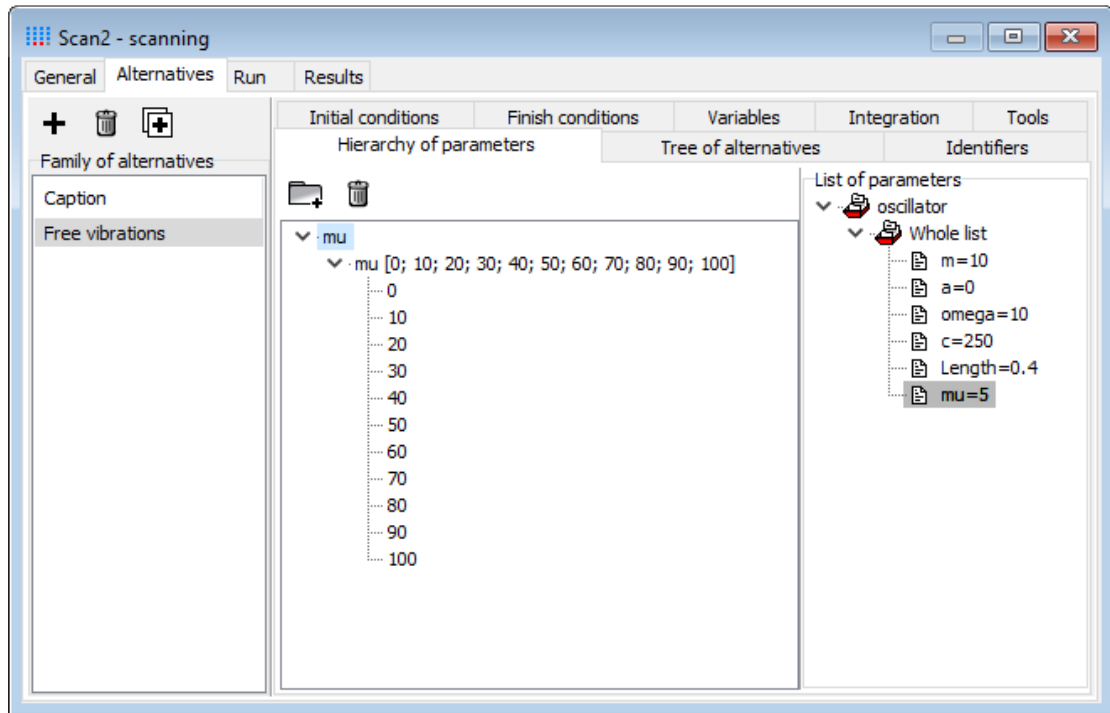 Scan2 - scanning
General Alternatives Run Results
Family of alternatives
Caption
Free vibrations
Initial conditions Finish conditions Variables Integration Tools
Hierarchy of parameters Tree of alternatives Identifiers
mu
mu [0; 10; 20; 30; 40; 50; 60; 70; 80; 90; 100]
0
10
20
30
40
50
60
70
80
90
100
List of parameters
oscillator
Whole list
m=10
a=0
omega=10
c=250
Length=0.4
mu=5